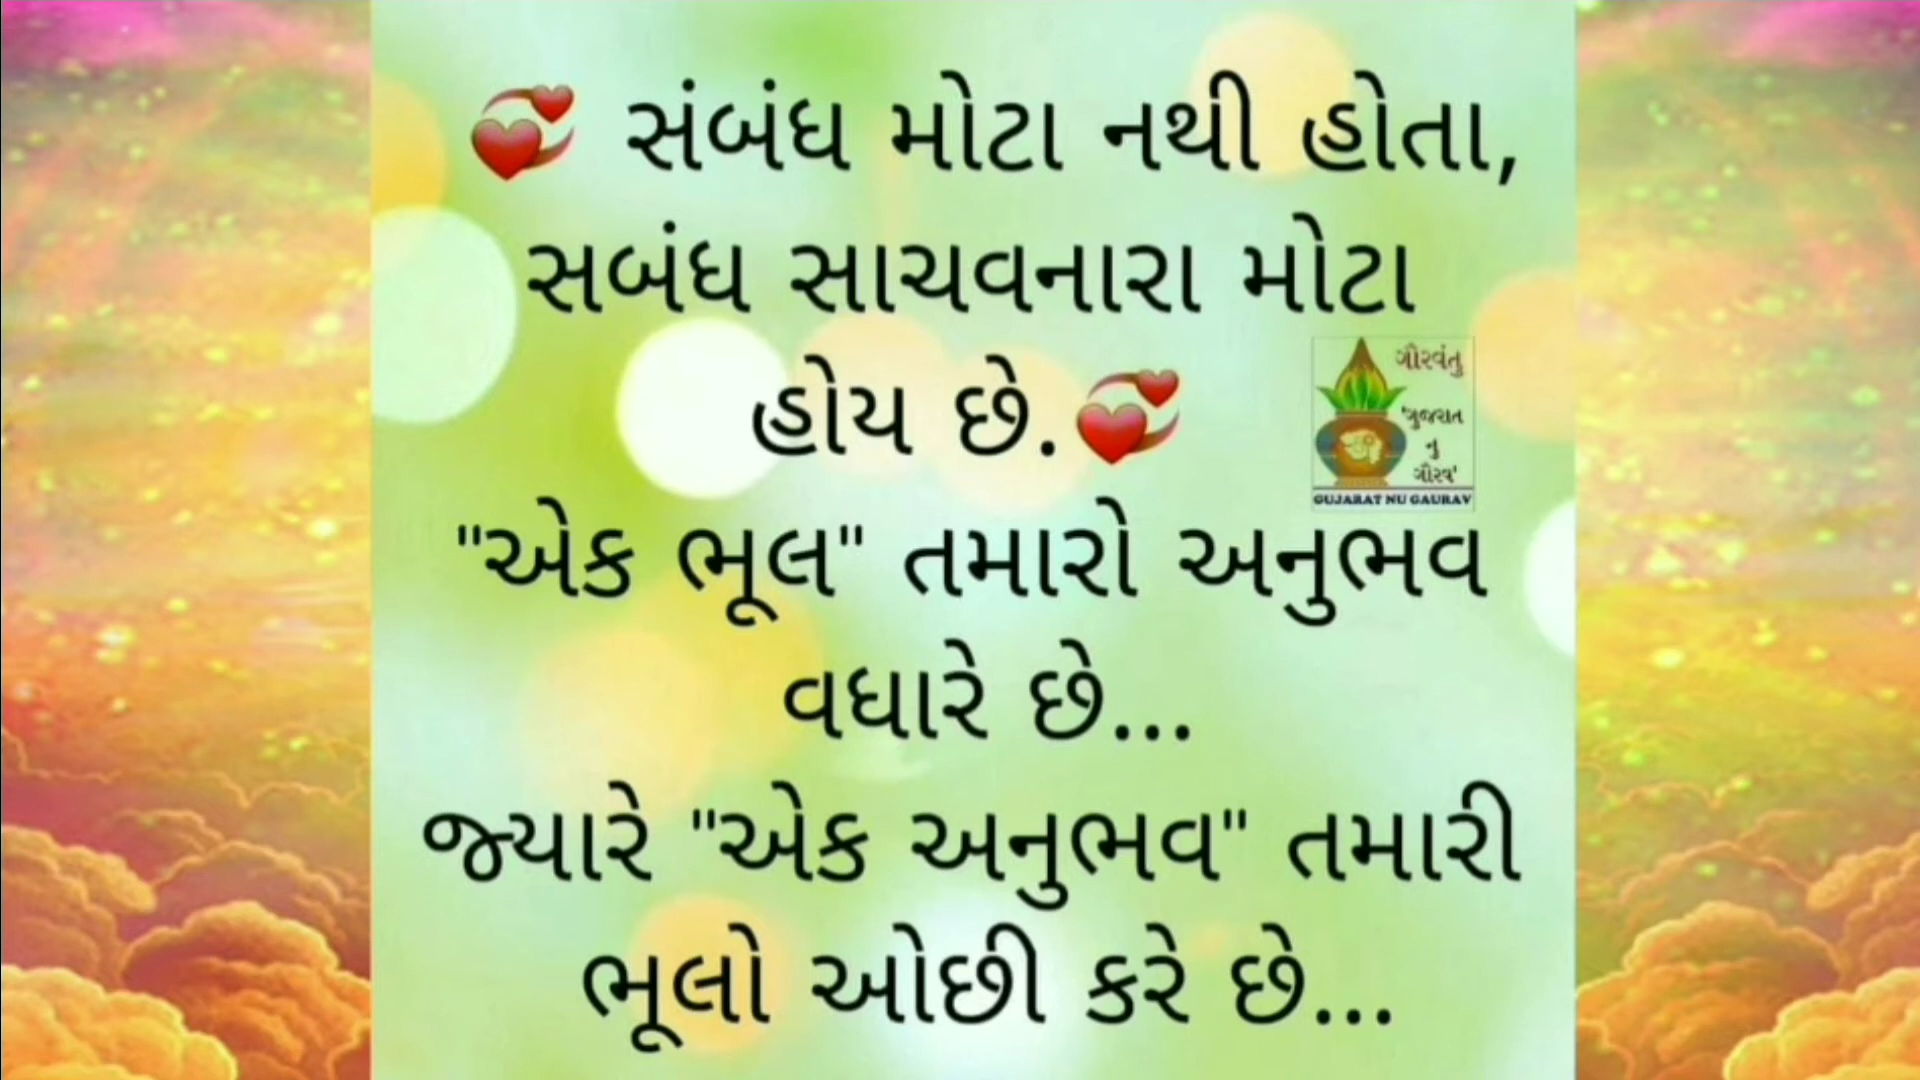 💞 સંબંધ મોટા નથી હોતા,
સબંધ સાચવનારા મોટા
હોય છે.💞
ગૌરવંતુ
'ગુજરાત
નુ
ગૌરવ'
GUJARAT NU GAURAV
"એક ભૂલ" તમારો અનુભવ
વધારે છે...
જ્યારે "એક અનુભવ" તમારી
ભૂલો ઓછી કરે છે...